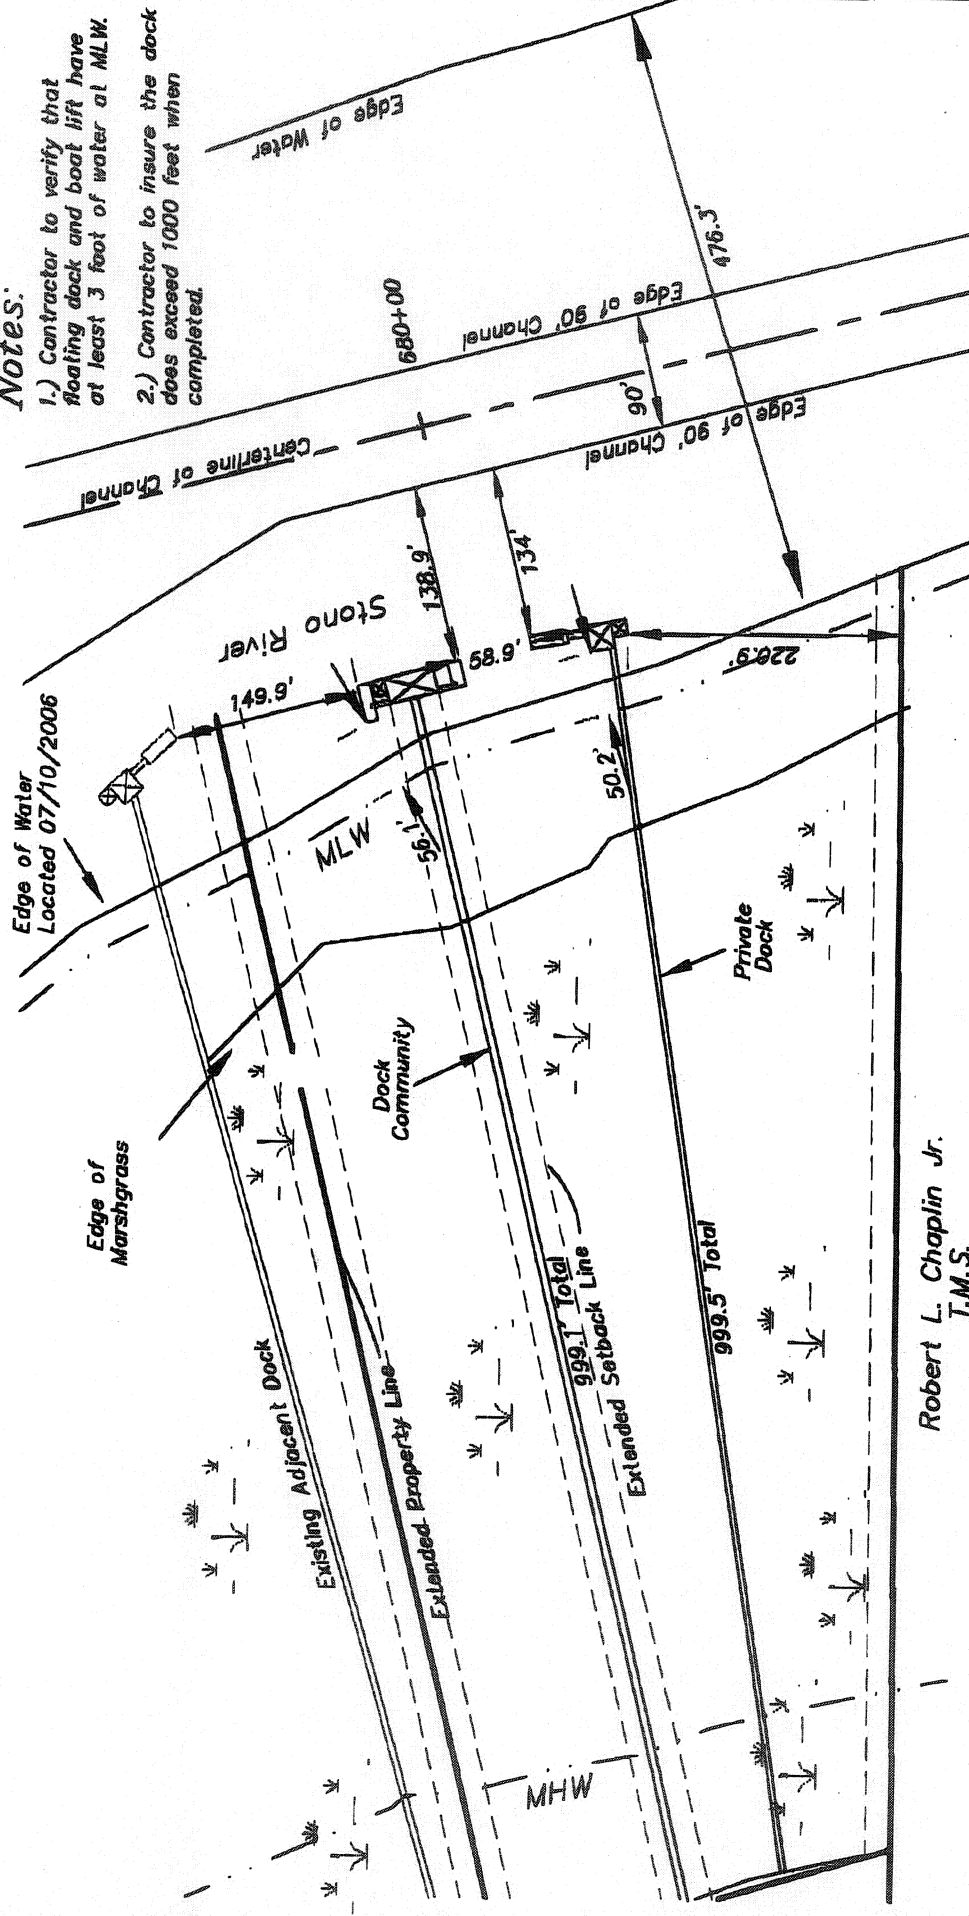 Notes:
1.) Contractor to verify that
floating dock and boat lift have
at least 3 foot of water at MLW.
2.) Contractor to insure the dock
does exceed 1000 feet when
completed.
Edge of Water
Centerline of Channel
680+00
Edge of 90' Channel
Edge of 90' Channel
90'
476.3'
Stono
River
138.9'
134'
149.9'
58.9'
226.9'
Edge of Water
Located 07/10/2006
MLW
56.1'
50.2'
Edge of
Marshgrass
Dock
Community
Private
Dock
Existing Adjacent Dock
Extended Property Line
999.1' Total
Extended Setback Line
999.5' Total
MHW
Robert L. Chaplin Jr.
T.M.S.